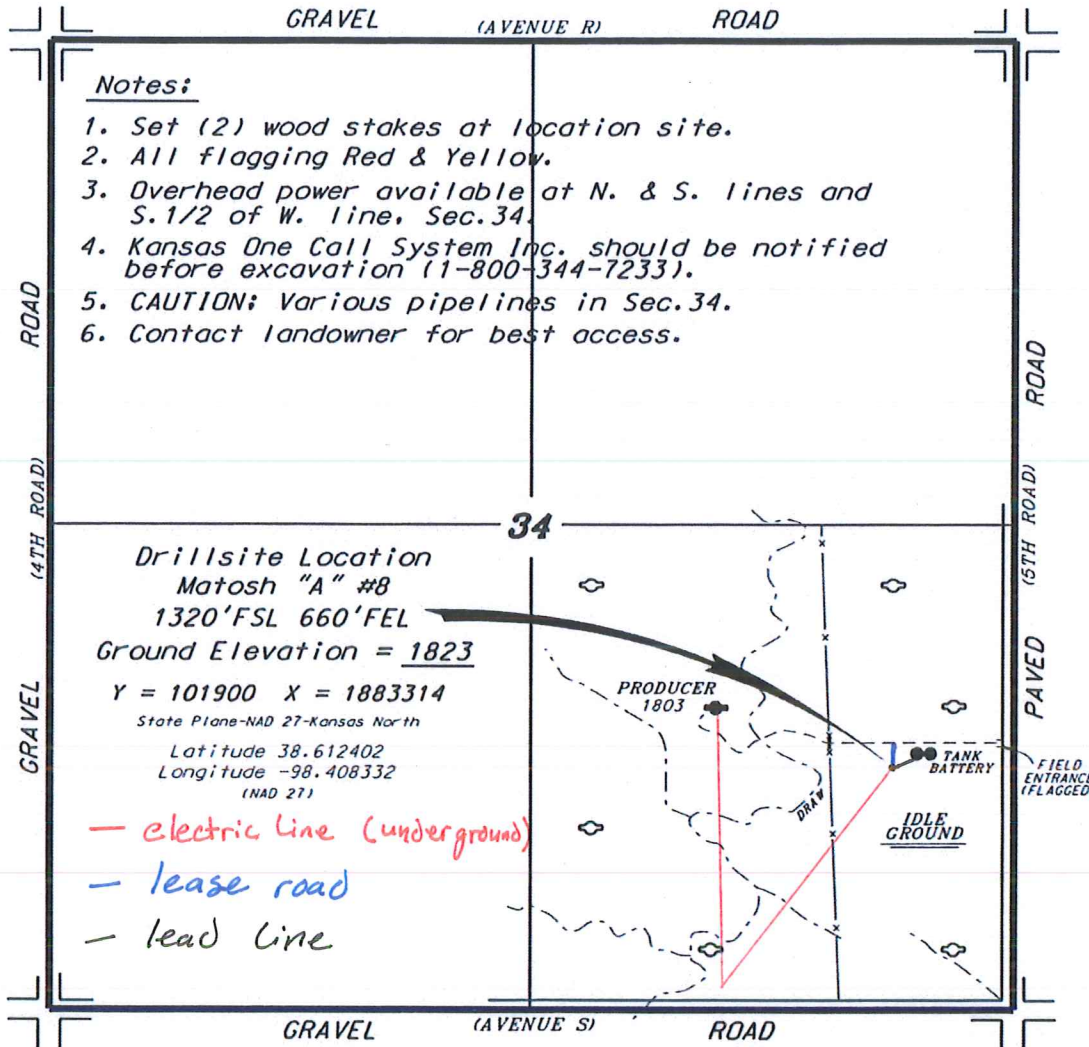 GRAVEL (AVENUE R) ROAD
Notes:
1. Set (2) wood stakes at location site.
2. All flagging Red & Yellow.
3. Overhead power available at N. & S. lines and
S.1/2 of W. line, Sec.34.
4. Kansas One Call System Inc. should be notified
before excavation (1-800-344-7233).
5. CAUTION: Various pipelines in Sec.34.
6. Contact landowner for best access.
ROAD
(4TH ROAD)
GRAVEL
ROAD
(5TH ROAD)
PAVED
34
Drillsite Location
Matosh "A" #8
1320'FSL 660'FEL
Ground Elevation = 1823
Y = 101900 X = 1883314
State Plane-NAD 27-Kansas North
Latitude 38.612402
Longitude -98.408332
(NAD 27)
— electric line (underground)
— lease road
— lead line
PRODUCER
1803
TANK
BATTERY
FIELD
ENTRANCE
(FLAGGED)
DRAW
IDLE
GROUND
GRAVEL (AVENUE S) ROAD